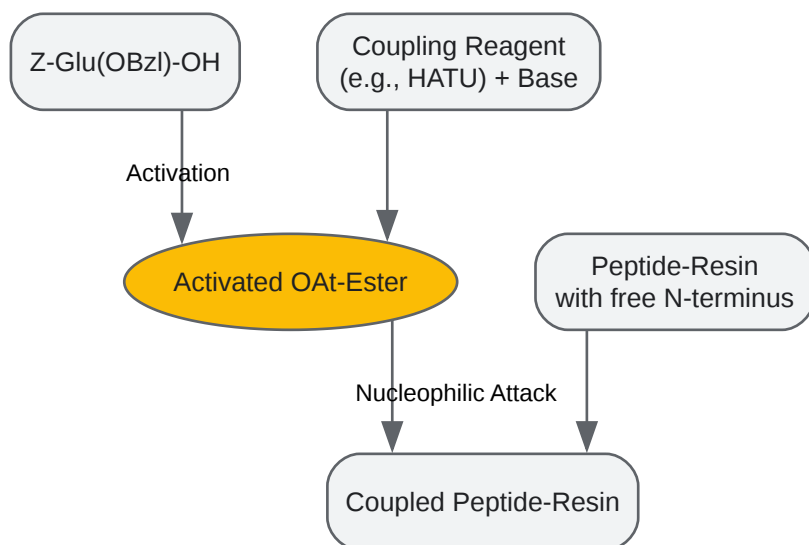 Z-Glu(OBzl)-OH
Coupling Reagent
(e.g., HATU) + Base
Activation
Activated OAt-Ester
Peptide-Resin
with free N-terminus
Nucleophilic Attack
Coupled Peptide-Resin